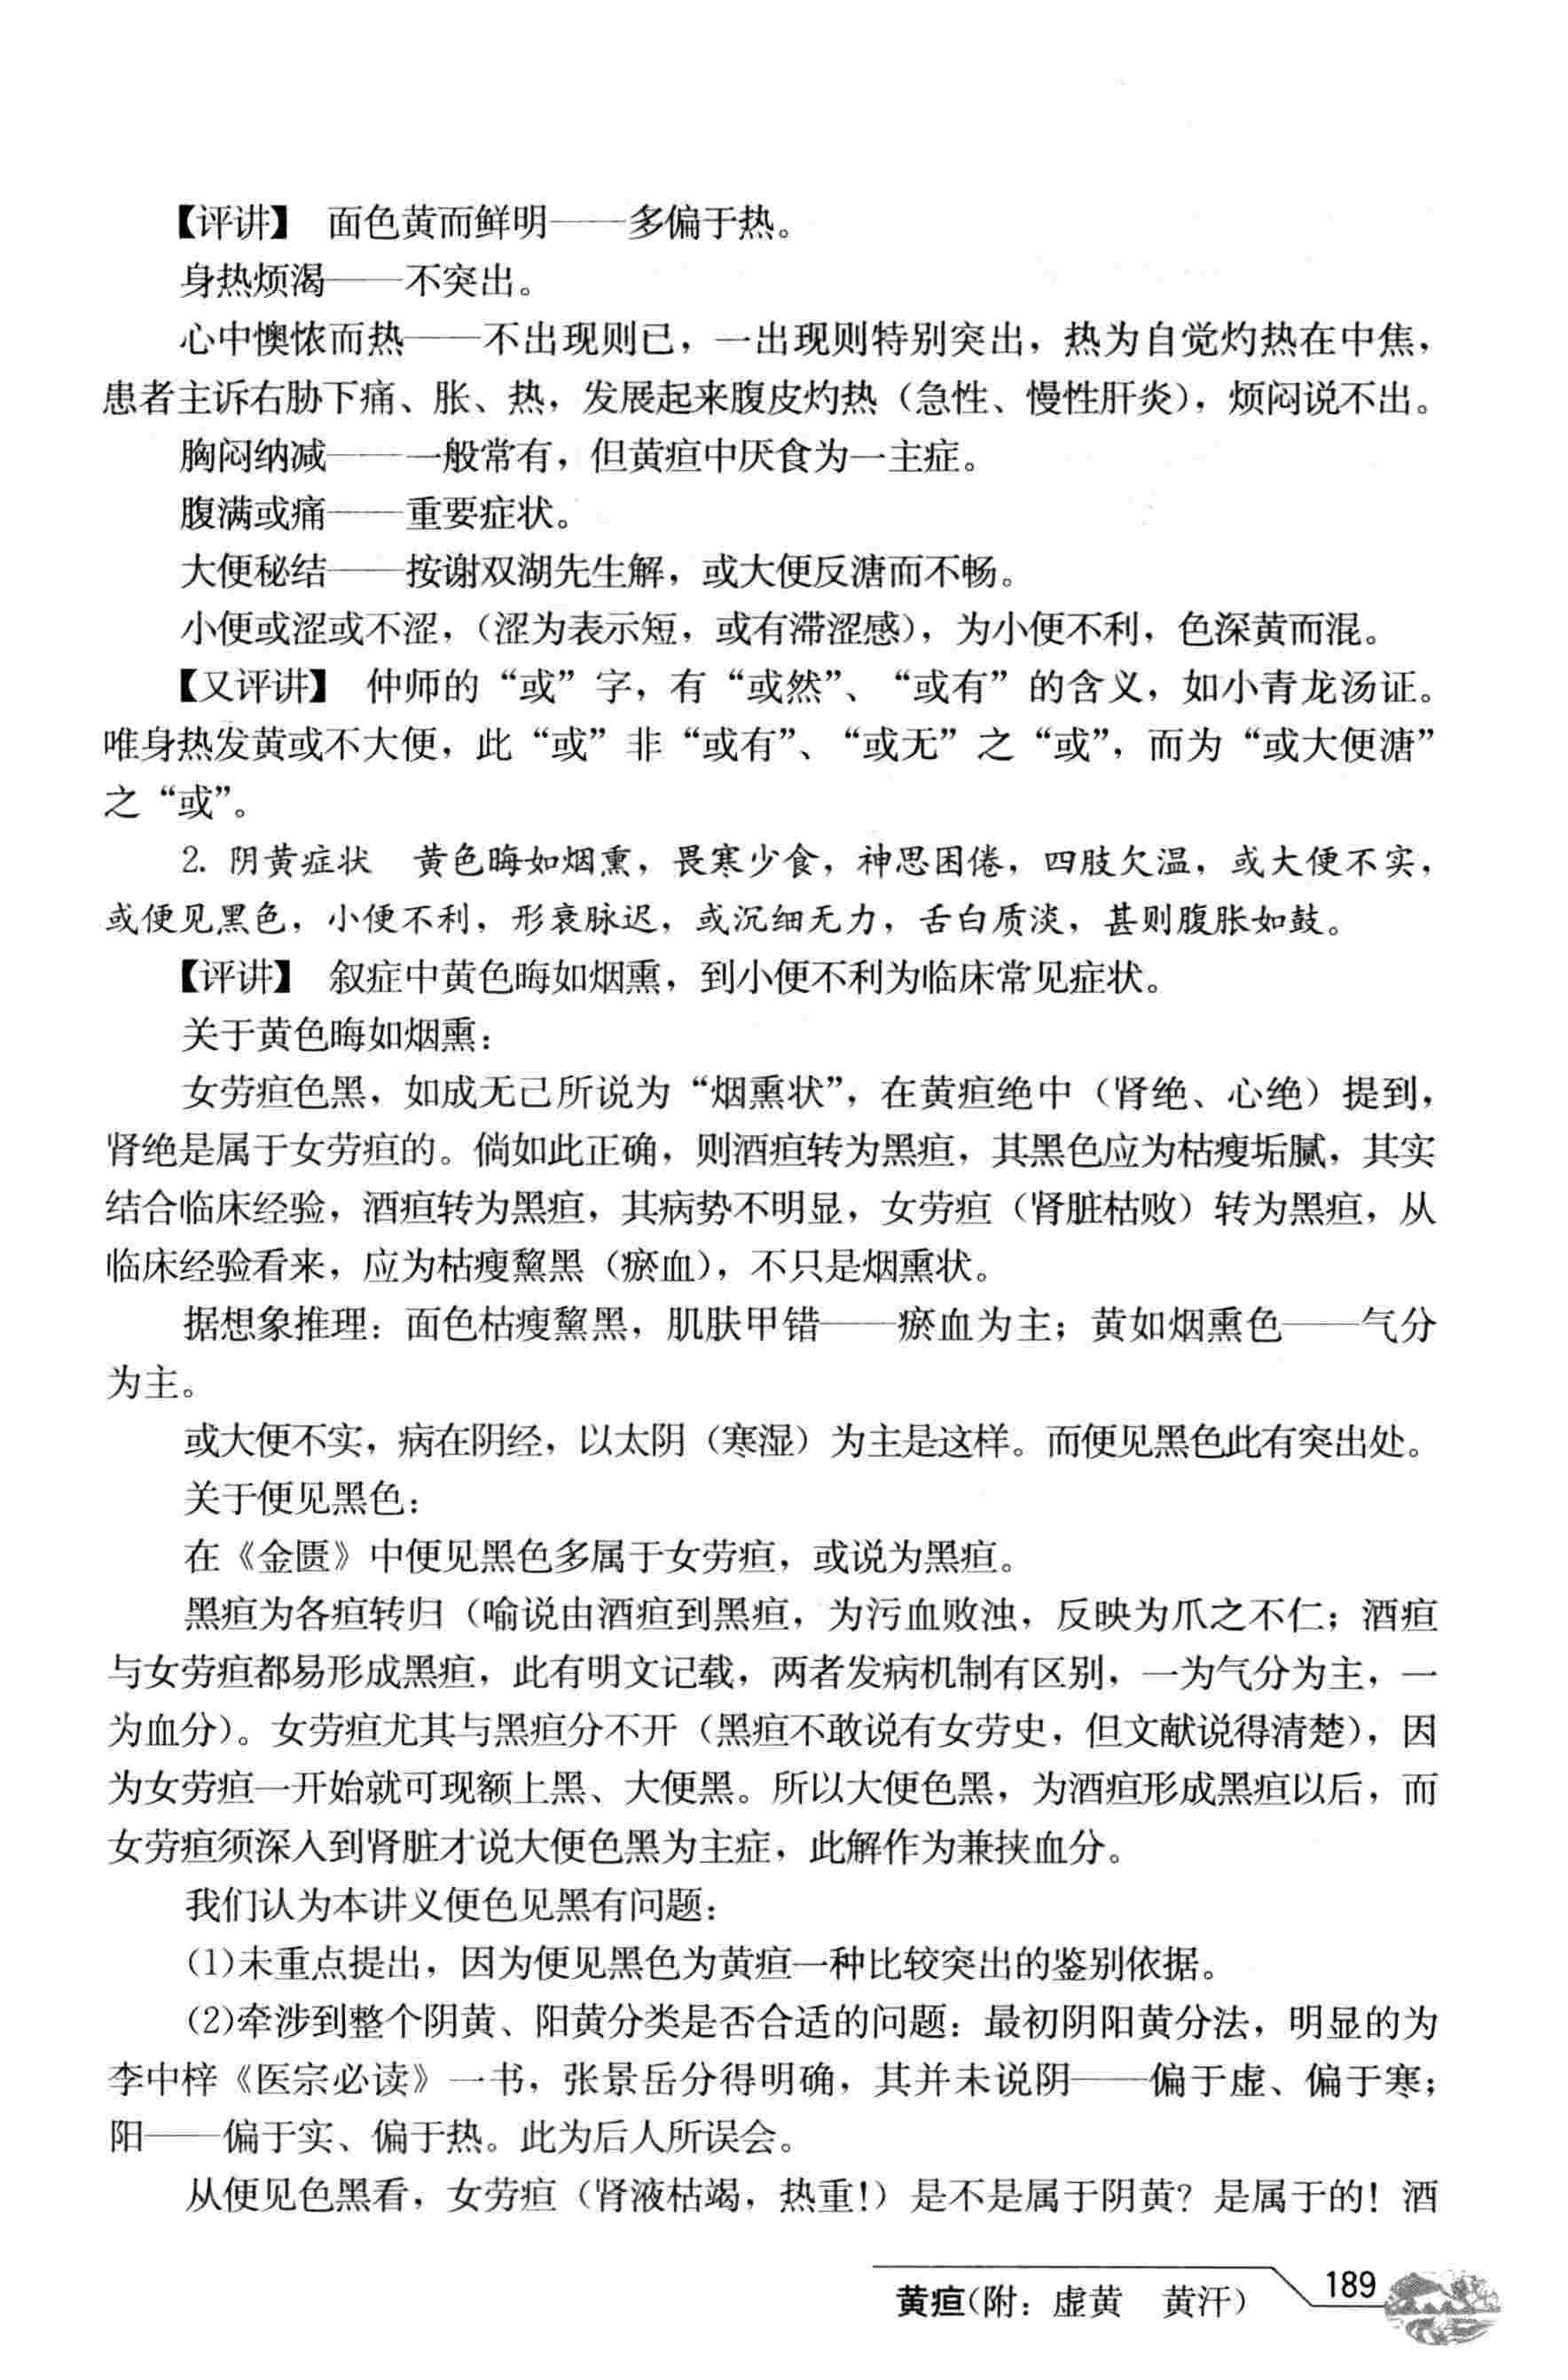 【评讲】 面色黄而鲜明——多偏于热。
身热烦渴——不突出。
心中懊憹而热——不出现则已，一出现则特别突出，热为自觉灼热在中焦，
患者主诉右胁下痛、胀、热，发展起来腹皮灼热（急性、慢性肝炎），烦闷说不出。
胸闷纳减——一般常有，但黄疸中厌食为一主症。
腹满或痛——重要症状。
大便秘结——按谢双湖先生解，或大便反溏而不畅。
小便或涩或不涩，（涩为表示短，或有滞涩感），为小便不利，色深黄而混。
【又评讲】 仲师的“或”字，有“或然”、“或有”的含义，如小青龙汤证。
唯身热发黄或不大便，此“或”非“或有”、“或无”之“或”，而为“或大便溏”
之“或”。
2. 阴黄症状 黄色晦如烟熏，畏寒少食，神思困倦，四肢欠温，或大便不实，
或便见黑色，小便不利，形衰脉迟，或沉细无力，舌白质淡，甚则腹胀如鼓。
【评讲】 叙症中黄色晦如烟熏，到小便不利为临床常见症状。
关于黄色晦如烟熏：
女劳疸色黑，如成无己所说为“烟熏状”，在黄疸绝中（肾绝、心绝）提到，
肾绝是属于女劳疸的。倘如此正确，则酒疸转为黑疸，其黑色应为枯瘦垢腻，其实
结合临床经验，酒疸转为黑疸，其病势不明显，女劳疸（肾脏枯败）转为黑疸，从
临床经验看来，应为枯瘦黧黑（瘀血），不只是烟熏状。
据想象推理：面色枯瘦黧黑，肌肤甲错——瘀血为主；黄如烟熏色——气分
为主。
或大便不实，病在阴经，以太阴（寒湿）为主是这样。而便见黑色此有突出处。
关于便见黑色：
在《金匮》中便见黑色多属于女劳疸，或说为黑疸。
黑疸为各疸转归（喻说由酒疸到黑疸，为污血败浊，反映为爪之不仁；酒疸
与女劳疸都易形成黑疸，此有明文记载，两者发病机制有区别，一为气分为主，一
为血分）。女劳疸尤其与黑疸分不开（黑疸不敢说有女劳史，但文献说得清楚），因
为女劳疸一开始就可现额上黑、大便黑。所以大便色黑，为酒疸形成黑疸以后，而
女劳疸须深入到肾脏才说大便色黑为主症，此解作为兼挟血分。
我们认为本讲义便色见黑有问题：
(1)未重点提出，因为便见黑色为黄疸一种比较突出的鉴别依据。
(2)牵涉到整个阴黄、阳黄分类是否合适的问题：最初阴阳黄分法，明显的为
李中梓《医宗必读》一书，张景岳分得明确，其并未说阴——偏于虚、偏于寒；
阳——偏于实、偏于热。此为后人所误会。
从便见色黑看，女劳疸（肾液枯竭，热重！）是不是属于阴黄？是属于的！酒
黄疸(附：虚黄 黄汗) 189